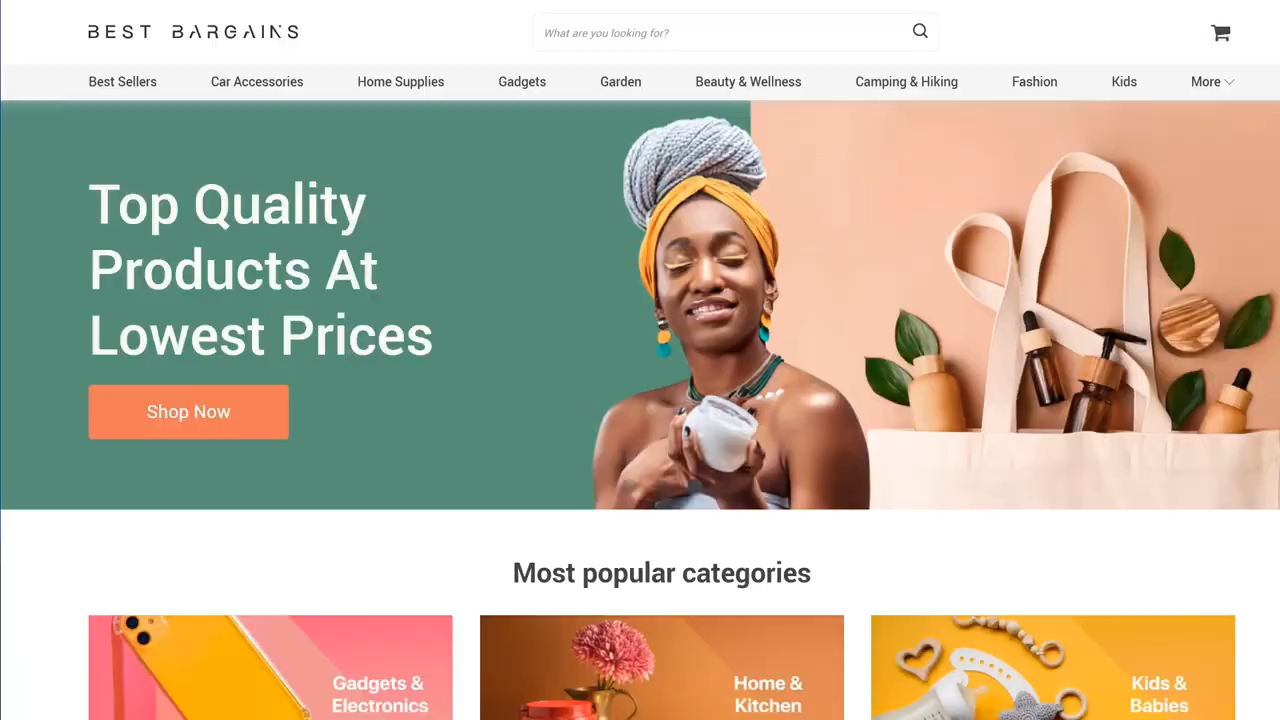 BEST BARGAINS
What are you looking for?
Best Sellers Car Accessories Home Supplies Gadgets Garden Beauty & Wellness Camping & Hiking Fashion Kids More
Top Quality
Products At
Lowest Prices
Shop Now
Most popular categories
Gadgets &
Electronics
Home &
Kitchen
Kids &
Babies